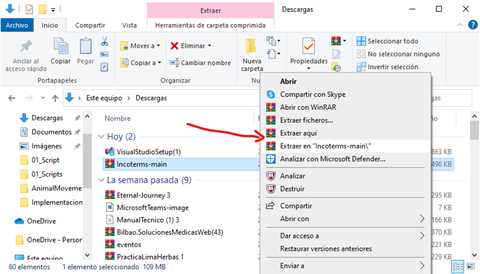 Extraer
Descargas
Archivo
Inicio
Compartir
Vista
Herramientas de carpeta comprimida
Anclar al
acceso rápido
Copiar
Pegar
Mover a
Copiar a
Eliminar
Cambiar nombre
Nueva
carpeta
Propiedades
Seleccionar todo
No seleccionar ninguno
Invertir selección
Portapapeles
Organizar
Seleccionar
Este equipo
Descargas
Descargas
Documentos
Imágenes
01_Script
01_Scripts
AnimalMovemen
Implementacion
OneDrive
OneDrive - Person
Este equipo
Nombre
Hoy (2)
VisualStudioSetup(1)
863 KB
Incoterms-main
496 KB
La semana pasada (9)
Eternal-Journey 3
MicrosoftTeams-image
ManualTecnico (1) 3
Bilbao.SolucionesMedicasWeb(43)
eventos
PracticaLimaHerbas 1
Abrir
Compartir con Skype
Abrir con WinRAR
Extraer ficheros...
Extraer aquí
Extraer en "Incoterms-main\"
Analizar con Microsoft Defender...
Analizar
Destruir
Compartir
Abrir con
Dar acceso a
Restaurar versiones anteriores
Enviar a
60 elementos
1 elemento seleccionado 109 MB